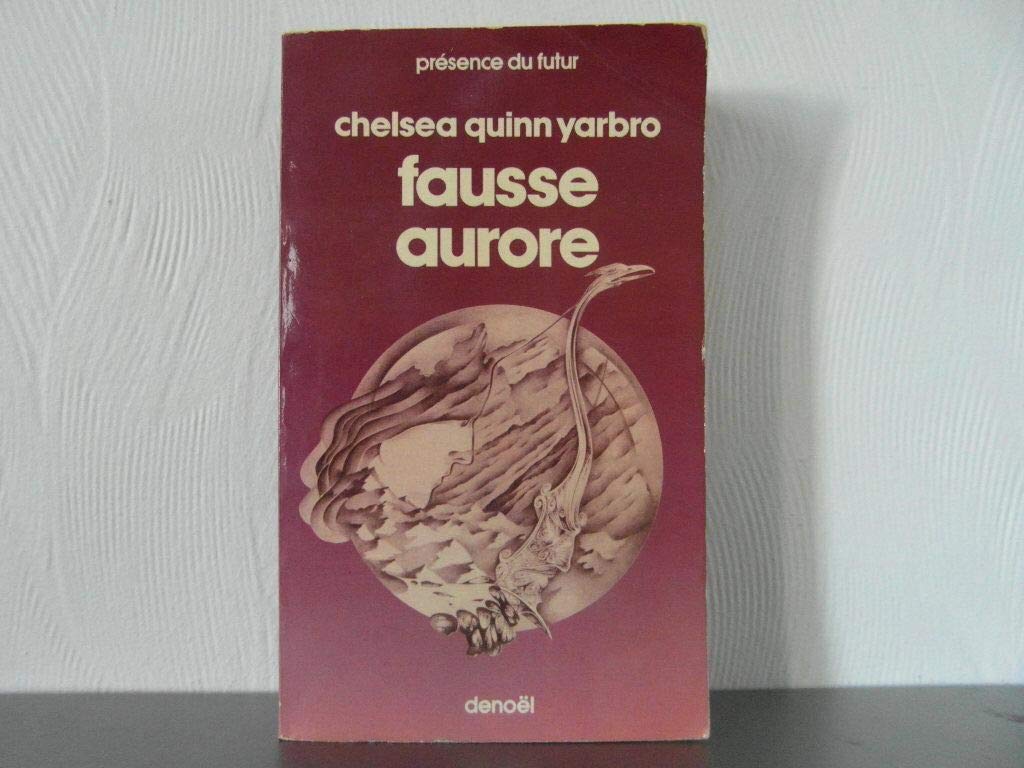 présence du futur
chelsea quinn yarbro
fausse
aurore
denoël